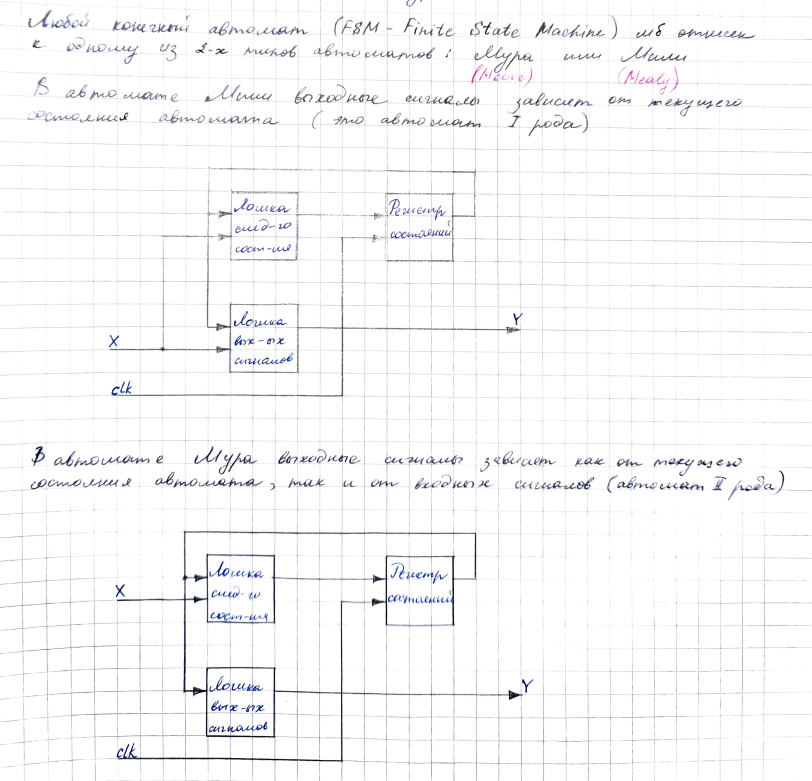 Любой конечный автомат (FSM - Finite State Machine) мб отнесен
к одному из 2-х типов автоматов: Мура или Мили
(Moore) (Mealy)
В автомате Мили выходные сигналы зависят от текущего
состояния автомата (это автомат I рода)
Логика
след-го
сост-ия
Регистр
состояний
Логика
вых-ых
сигналов
Y
X
clk
В автомате Мура выходные сигналы зависят как от текущего
состояния автомата, так и от входных сигналов (автомат II рода)
Логика
след-го
сост-ия
Регистр
состояний
X
Логика
вых-ых
сигналов
Y
clk